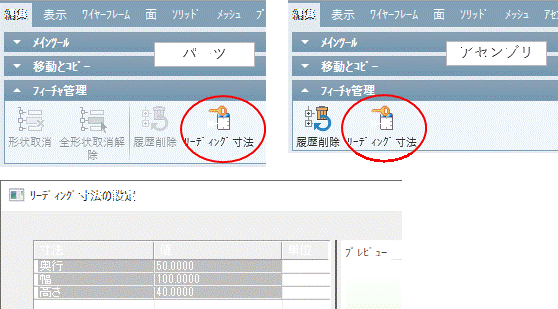 編集 表示 ワイヤーフレーム 面 ソリッド メッシュ プ
メインツール
パーツ
移動とコピー
フィーチャ管理
形状取消 全形状取消解除 履歴削除 リーディング寸法
編集 表示 ワイヤーフレーム 面 ソリッド メッシュ アセ
メインツール
アセンブリ
移動とコピー
フィーチャ管理
履歴削除 リーディング寸法
リーディング寸法の設定
寸法 値 単位
奥行 50.0000
幅 100.0000
高さ 40.0000
プレビュー